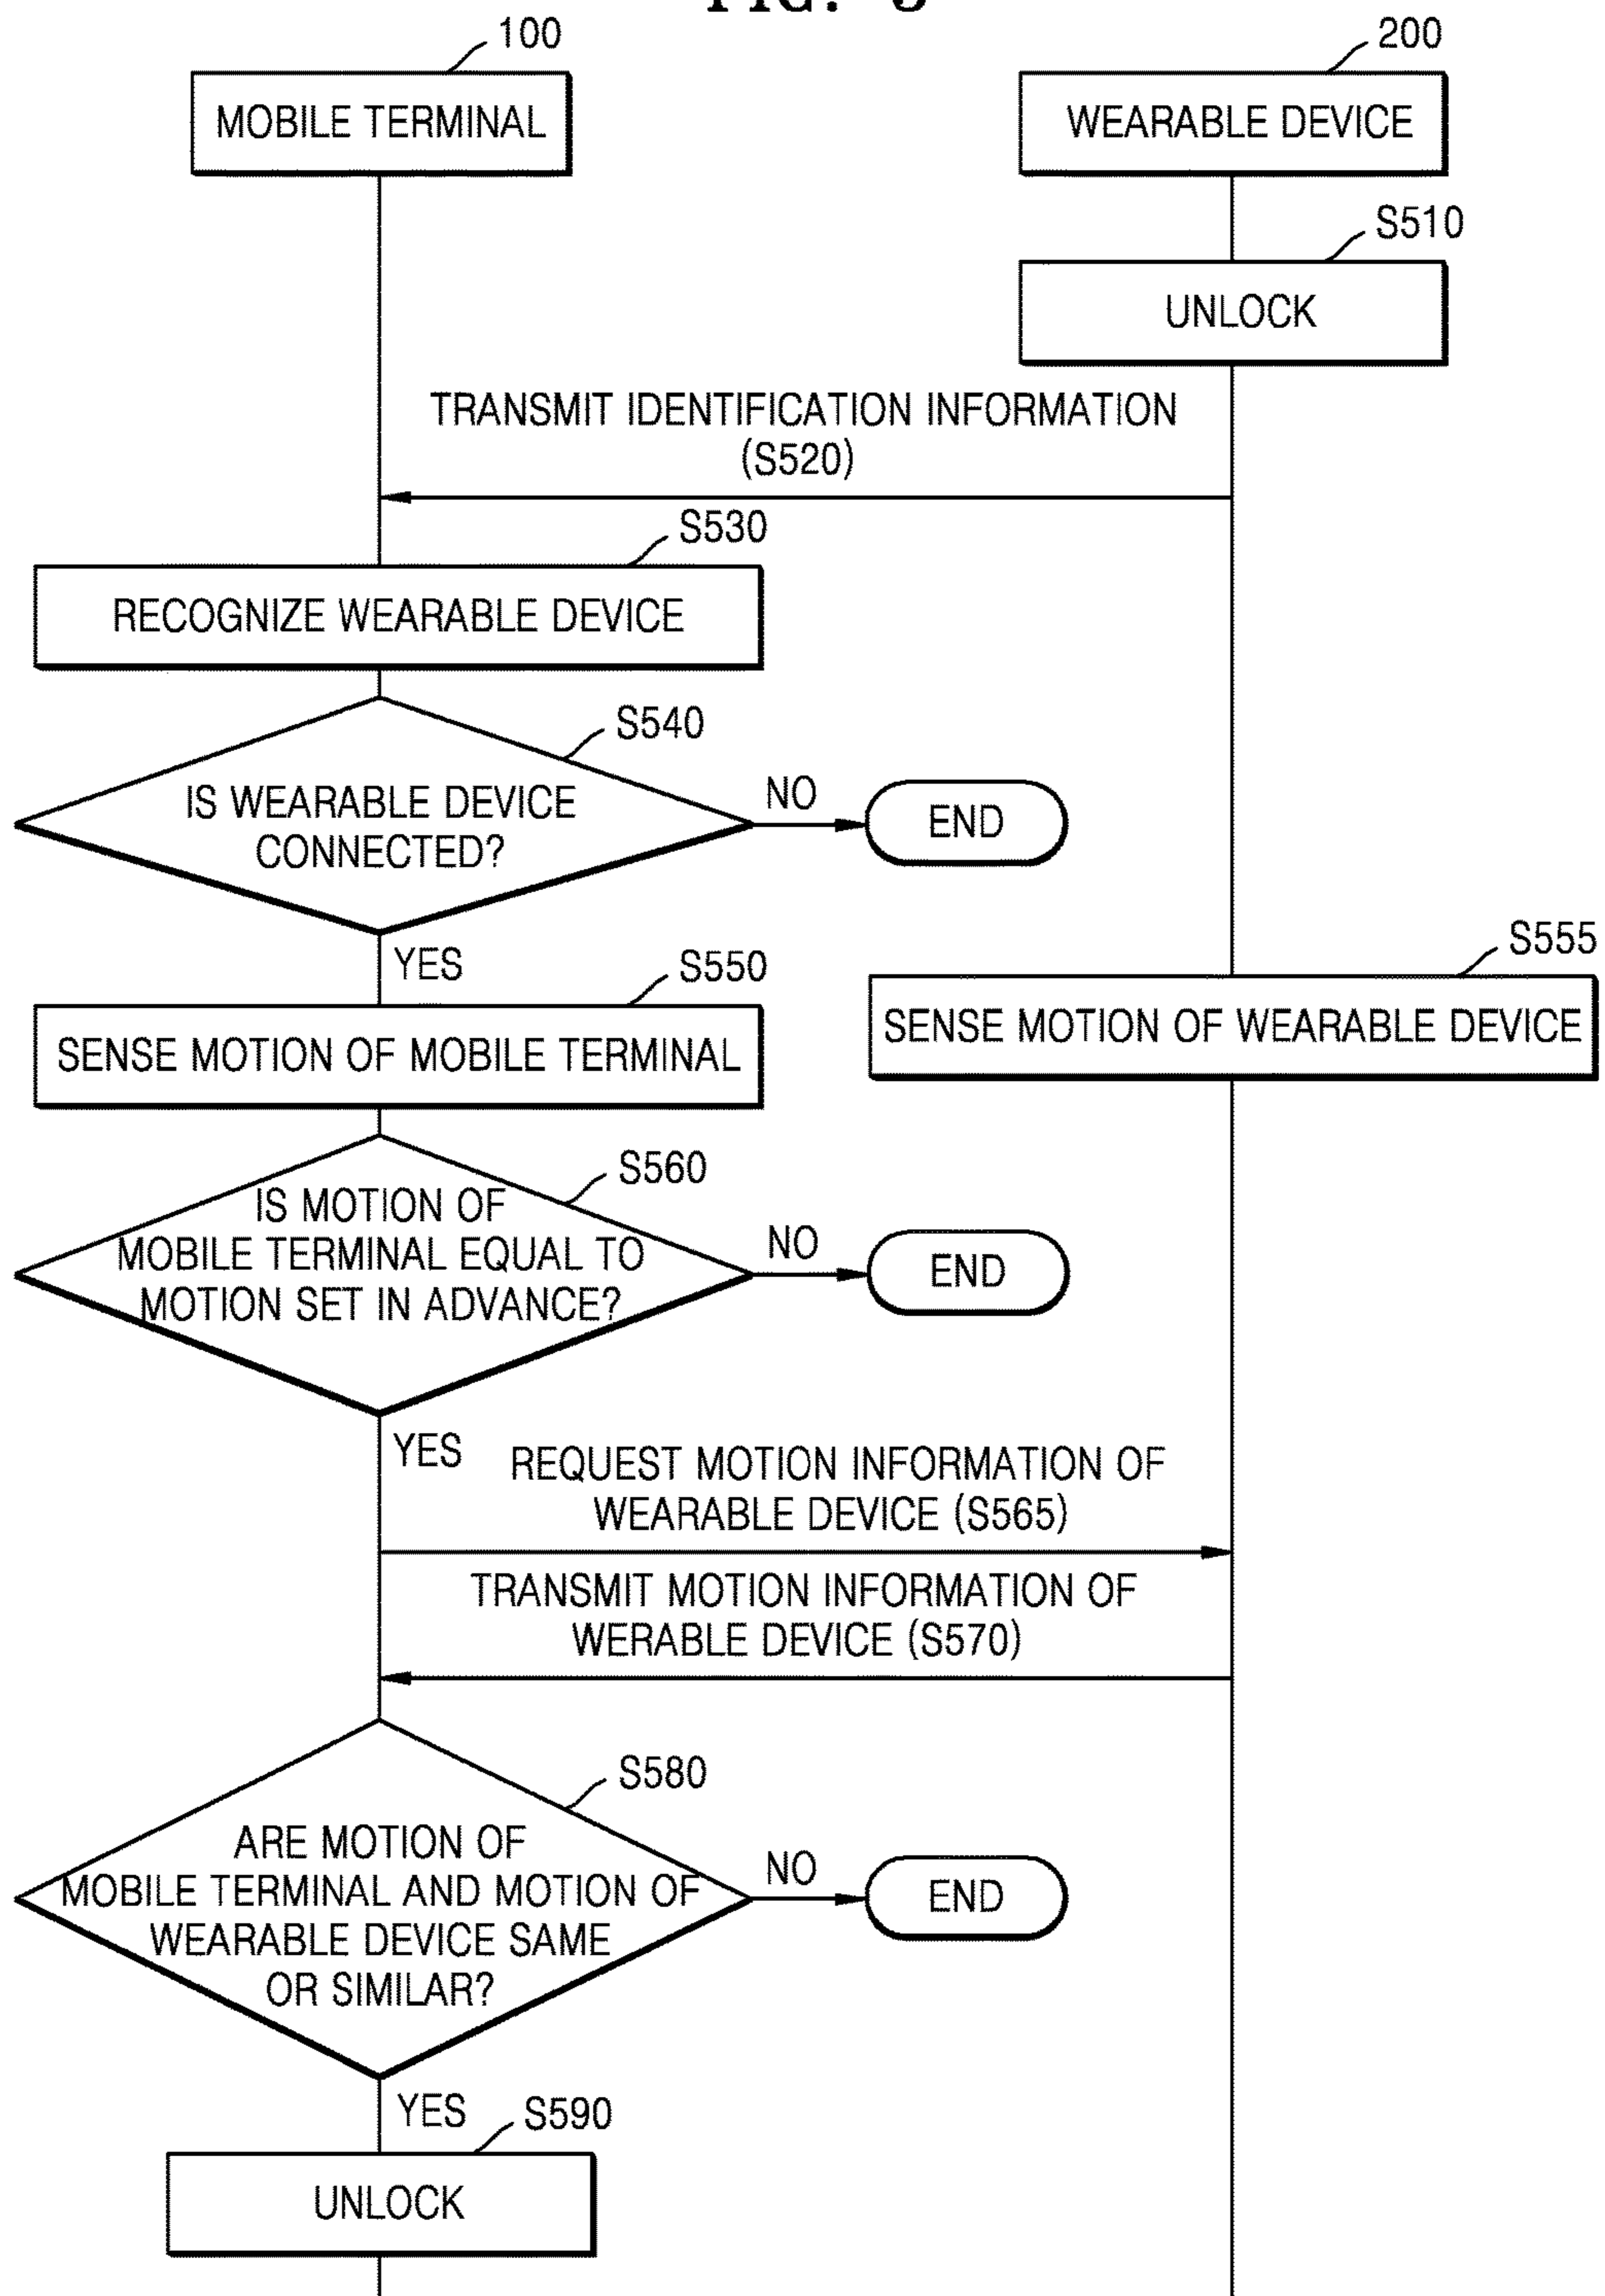 100
200
MOBILE TERMINAL
WEARABLE DEVICE
S510
UNLOCK
TRANSMIT IDENTIFICATION INFORMATION
(S520)
S530
RECOGNIZE WEARABLE DEVICE
S540
IS WEARABLE DEVICE
CONNECTED?
NO
END
YES
S550
S555
SENSE MOTION OF MOBILE TERMINAL
SENSE MOTION OF WEARABLE DEVICE
S560
IS MOTION OF
MOBILE TERMINAL EQUAL TO
MOTION SET IN ADVANCE?
NO
END
YES
REQUEST MOTION INFORMATION OF
WEARABLE DEVICE (S565)
TRANSMIT MOTION INFORMATION OF
WERABLE DEVICE (S570)
S580
ARE MOTION OF
MOBILE TERMINAL AND MOTION OF
WEARABLE DEVICE SAME
OR SIMILAR?
NO
END
YES
S590
UNLOCK